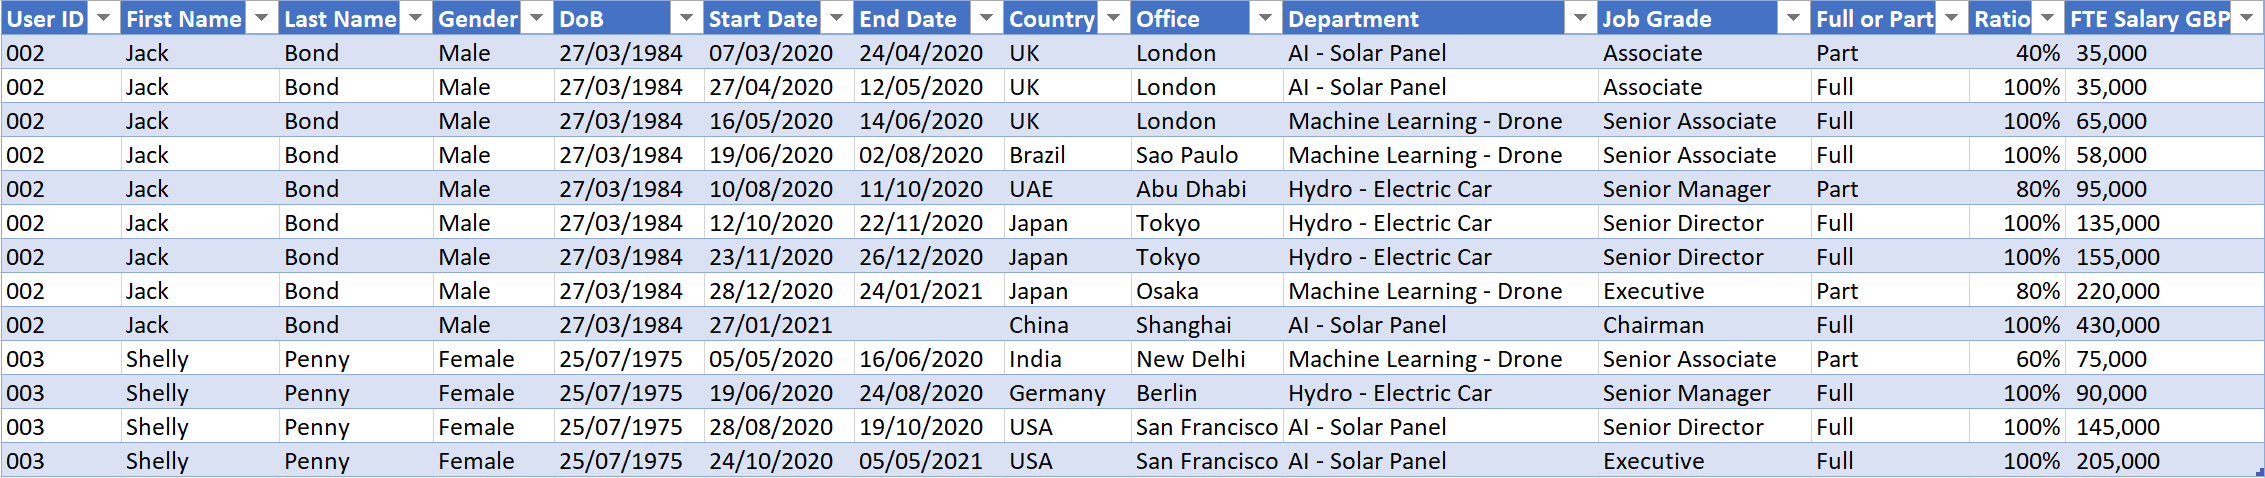 User ID First Name Last Name Gender DoB Start Date End Date Country Office Department Job Grade Full or Part Ratio FTE Salary GBP
002 Jack Bond Male 27/03/1984 07/03/2020 24/04/2020 UK London AI - Solar Panel Associate Part 40% 35,000
002 Jack Bond Male 27/03/1984 27/04/2020 12/05/2020 UK London AI - Solar Panel Associate Full 100% 35,000
002 Jack Bond Male 27/03/1984 16/05/2020 14/06/2020 UK London Machine Learning - Drone Senior Associate Full 100% 65,000
002 Jack Bond Male 27/03/1984 19/06/2020 02/08/2020 Brazil Sao Paulo Machine Learning - Drone Senior Associate Full 100% 58,000
002 Jack Bond Male 27/03/1984 10/08/2020 11/10/2020 UAE Abu Dhabi Hydro - Electric Car Senior Manager Part 80% 95,000
002 Jack Bond Male 27/03/1984 12/10/2020 22/11/2020 Japan Tokyo Hydro - Electric Car Senior Director Full 100% 135,000
002 Jack Bond Male 27/03/1984 23/11/2020 26/12/2020 Japan Tokyo Hydro - Electric Car Senior Director Full 100% 155,000
002 Jack Bond Male 27/03/1984 28/12/2020 24/01/2021 Japan Osaka Machine Learning - Drone Executive Part 80% 220,000
002 Jack Bond Male 27/03/1984 27/01/2021 China Shanghai AI - Solar Panel Chairman Full 100% 430,000
003 Shelly Penny Female 25/07/1975 05/05/2020 16/06/2020 India New Delhi Machine Learning - Drone Senior Associate Part 60% 75,000
003 Shelly Penny Female 25/07/1975 19/06/2020 24/08/2020 Germany Berlin Hydro - Electric Car Senior Manager Full 100% 90,000
003 Shelly Penny Female 25/07/1975 28/08/2020 19/10/2020 USA San Francisco AI - Solar Panel Senior Director Full 100% 145,000
003 Shelly Penny Female 25/07/1975 24/10/2020 05/05/2021 USA San Francisco AI - Solar Panel Executive Full 100% 205,000